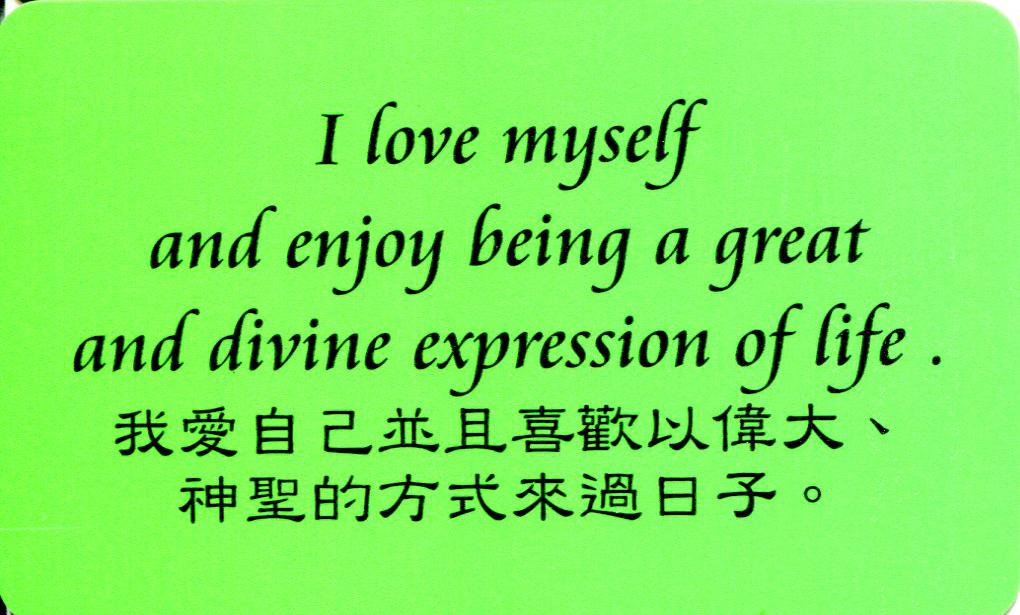 I love myself
and enjoy being a great
and divine expression of life .
我愛自己並且喜歡以偉大、
神聖的方式來過日子。